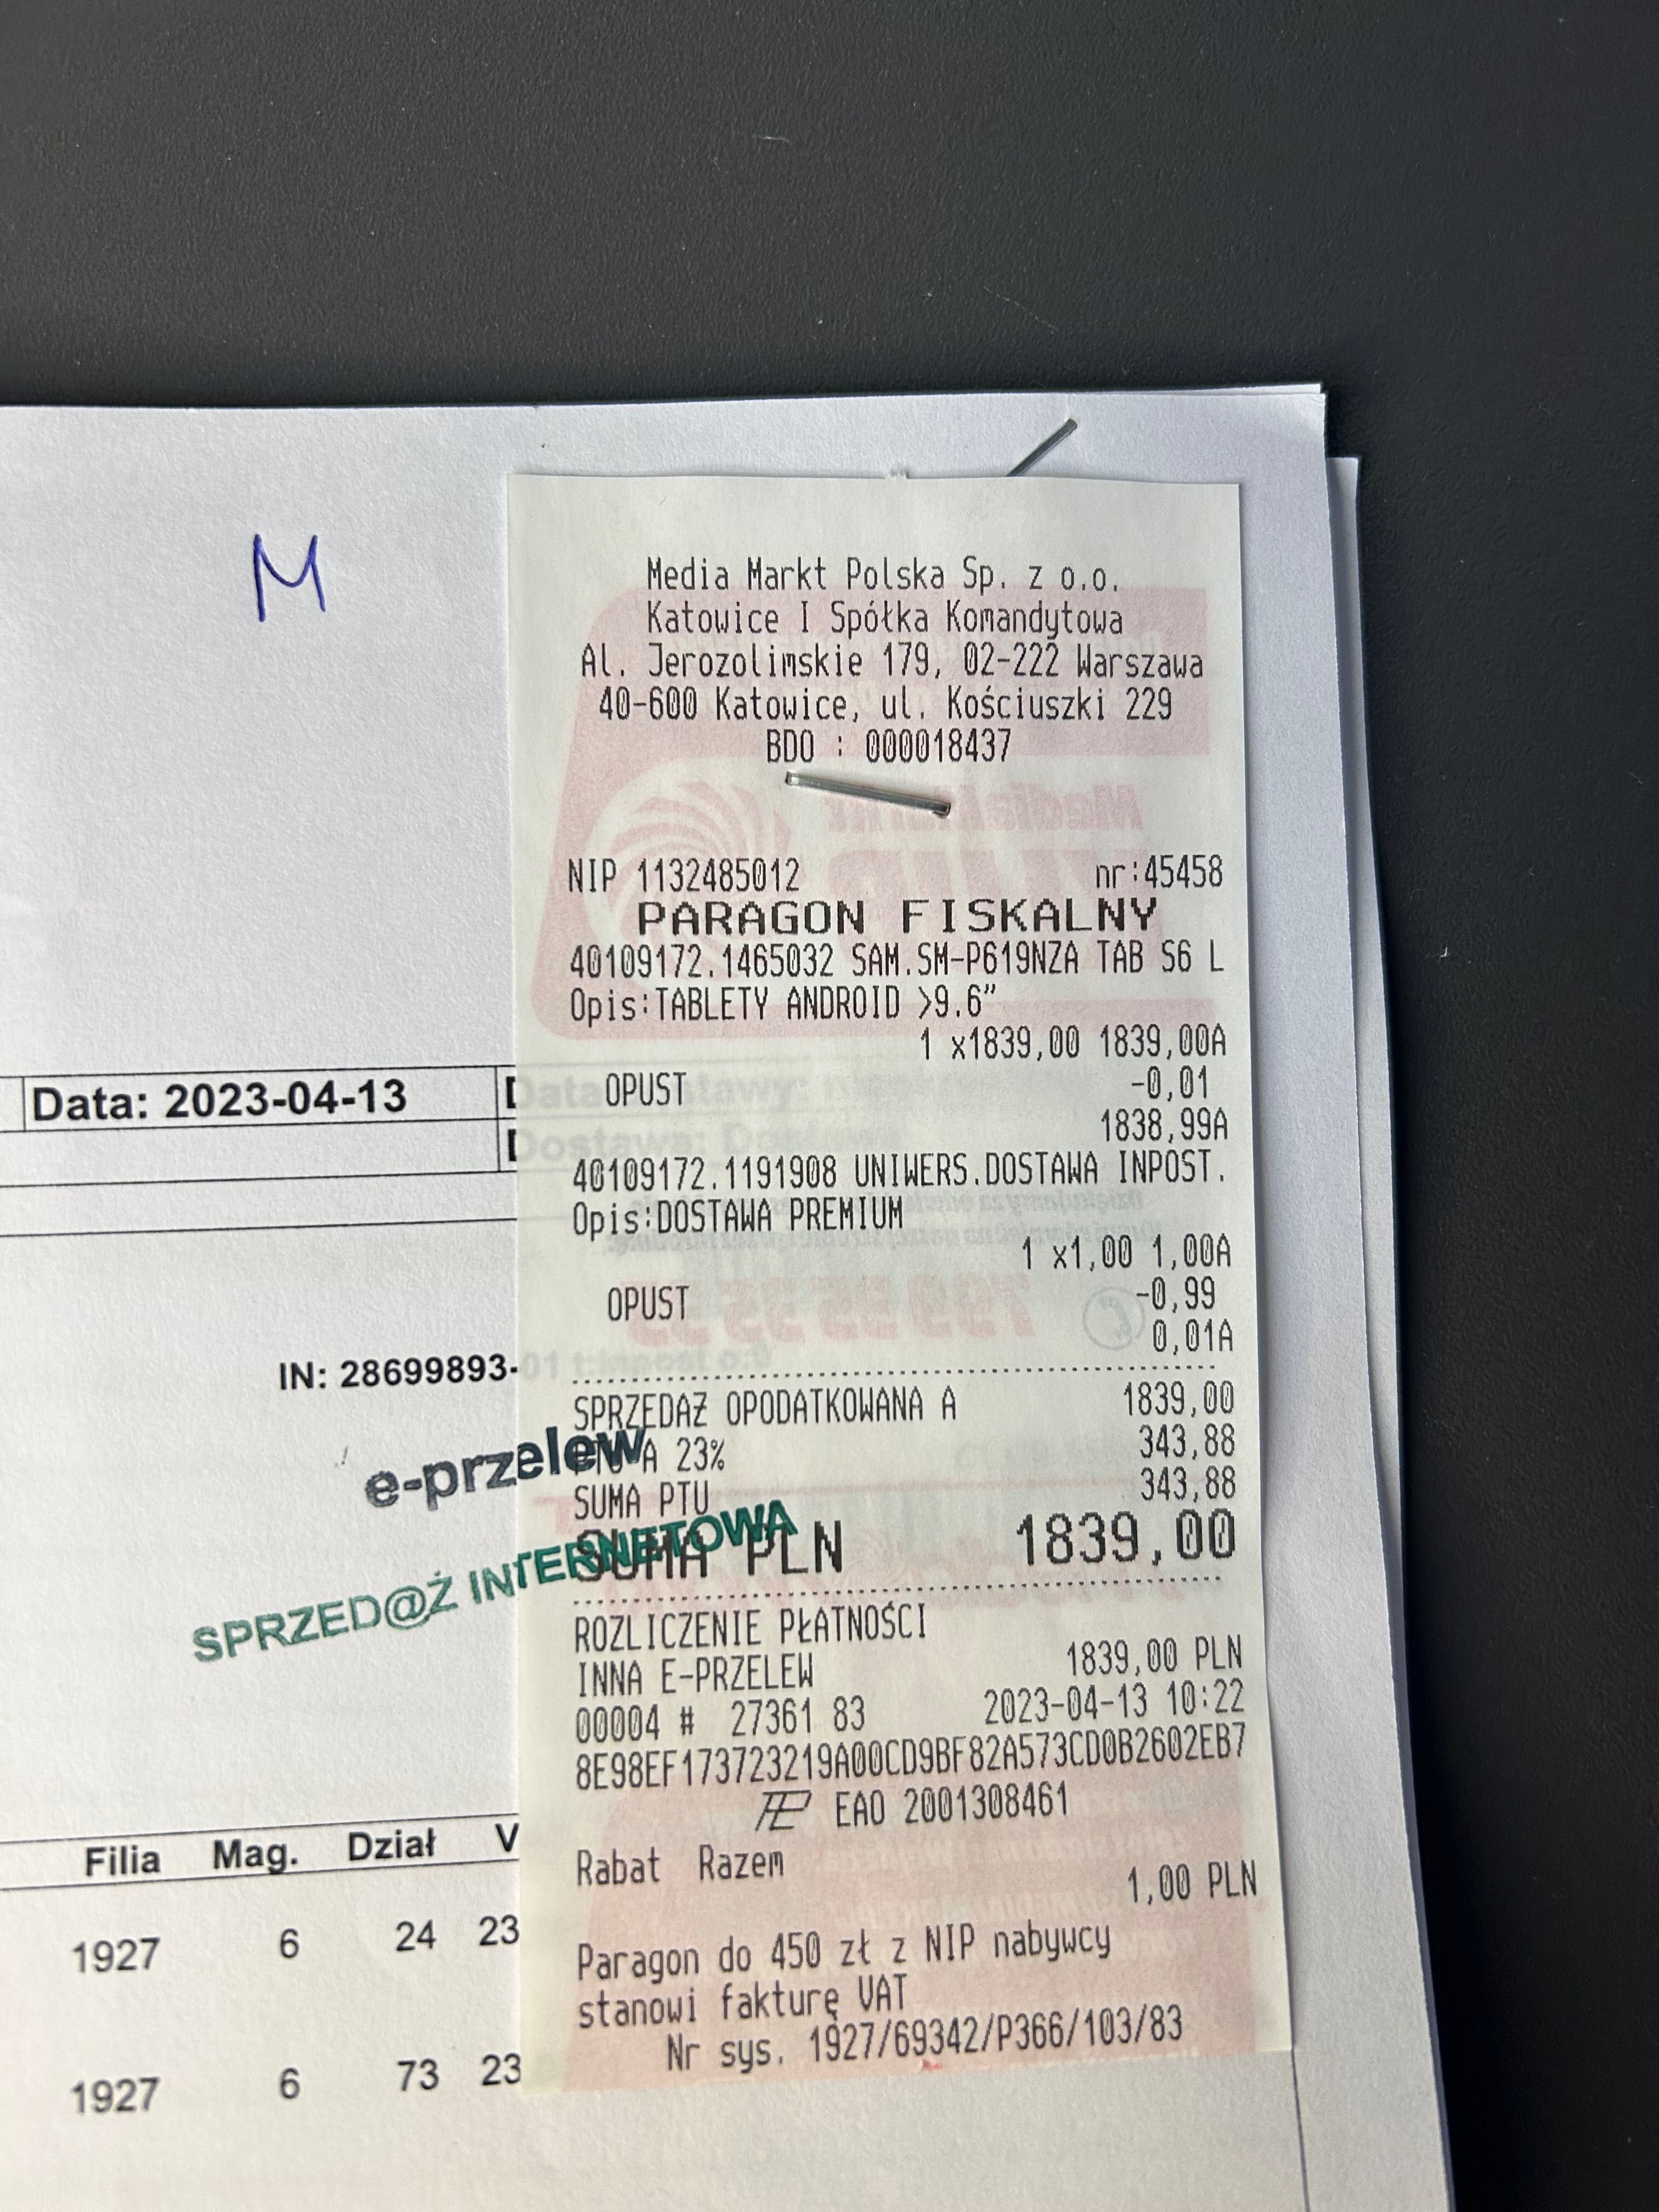 M
Media Markt Polska Sp. z o.o.
Katowice I Spółka Komandytowa
Al. Jerozolimskie 179, 02-222 Warszawa
40-600 Katowice, ul. Kościuszki 229
BDO : 000018437
NIP 1132485012 nr:45458
PARAGON FISKALNY
40109172.1465032 SAM.SM-P619NZA TAB S6 L
Opis:TABLETY ANDROID >9.6”
1 x1839,00 1839,00A
OPUST -0,01
1838,99A
40109172.1191908 UNIWERS.DOSTAWA INPOST.
Opis:DOSTAWA PREMIUM
1 x1,00 1,00A
OPUST -0,99
0,01A
SPRZEDAŻ OPODATKOWANA A 1839,00
PTU A 23% 343,88
SUMA PTU 343,88
SUMA PLN 1839,00
ROZLICZENIE PŁATNOŚCI
INNA E-PRZELEW 1839,00 PLN
00004 # 27361 83 2023-04-13 10:22
8E98EF173723219A00CD9BF82A573CD0B2602EB7
EAO 2001308461
Rabat Razem
1,00 PLN
Paragon do 450 zł z NIP nabywcy
stanowi fakturę VAT
Nr sys. 1927/69342/P366/103/83
Data: 2023-04-13
IN: 28699893-01 t:inpost o:0
e-przelew
SPRZED@Ż INTERNETOWA
Filia Mag. Dział V
1927 6 24 23
1927 6 73 23